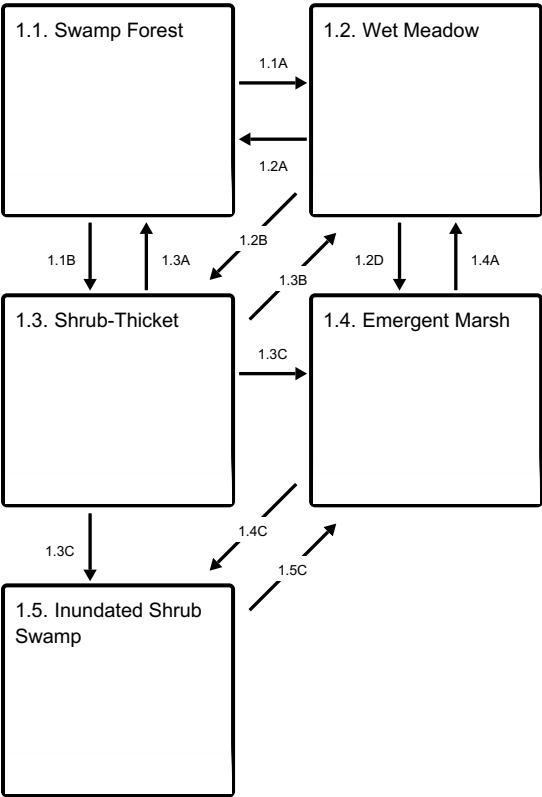 1.1. Swamp Forest
1.2. Wet Meadow
1.1A
1.2A
1.2B
1.1B
1.3A
1.3B
1.2D
1.4A
1.3. Shrub-Thicket
1.4. Emergent Marsh
1.3C
1.4C
1.3C
1.5C
1.5. Inundated Shrub
Swamp